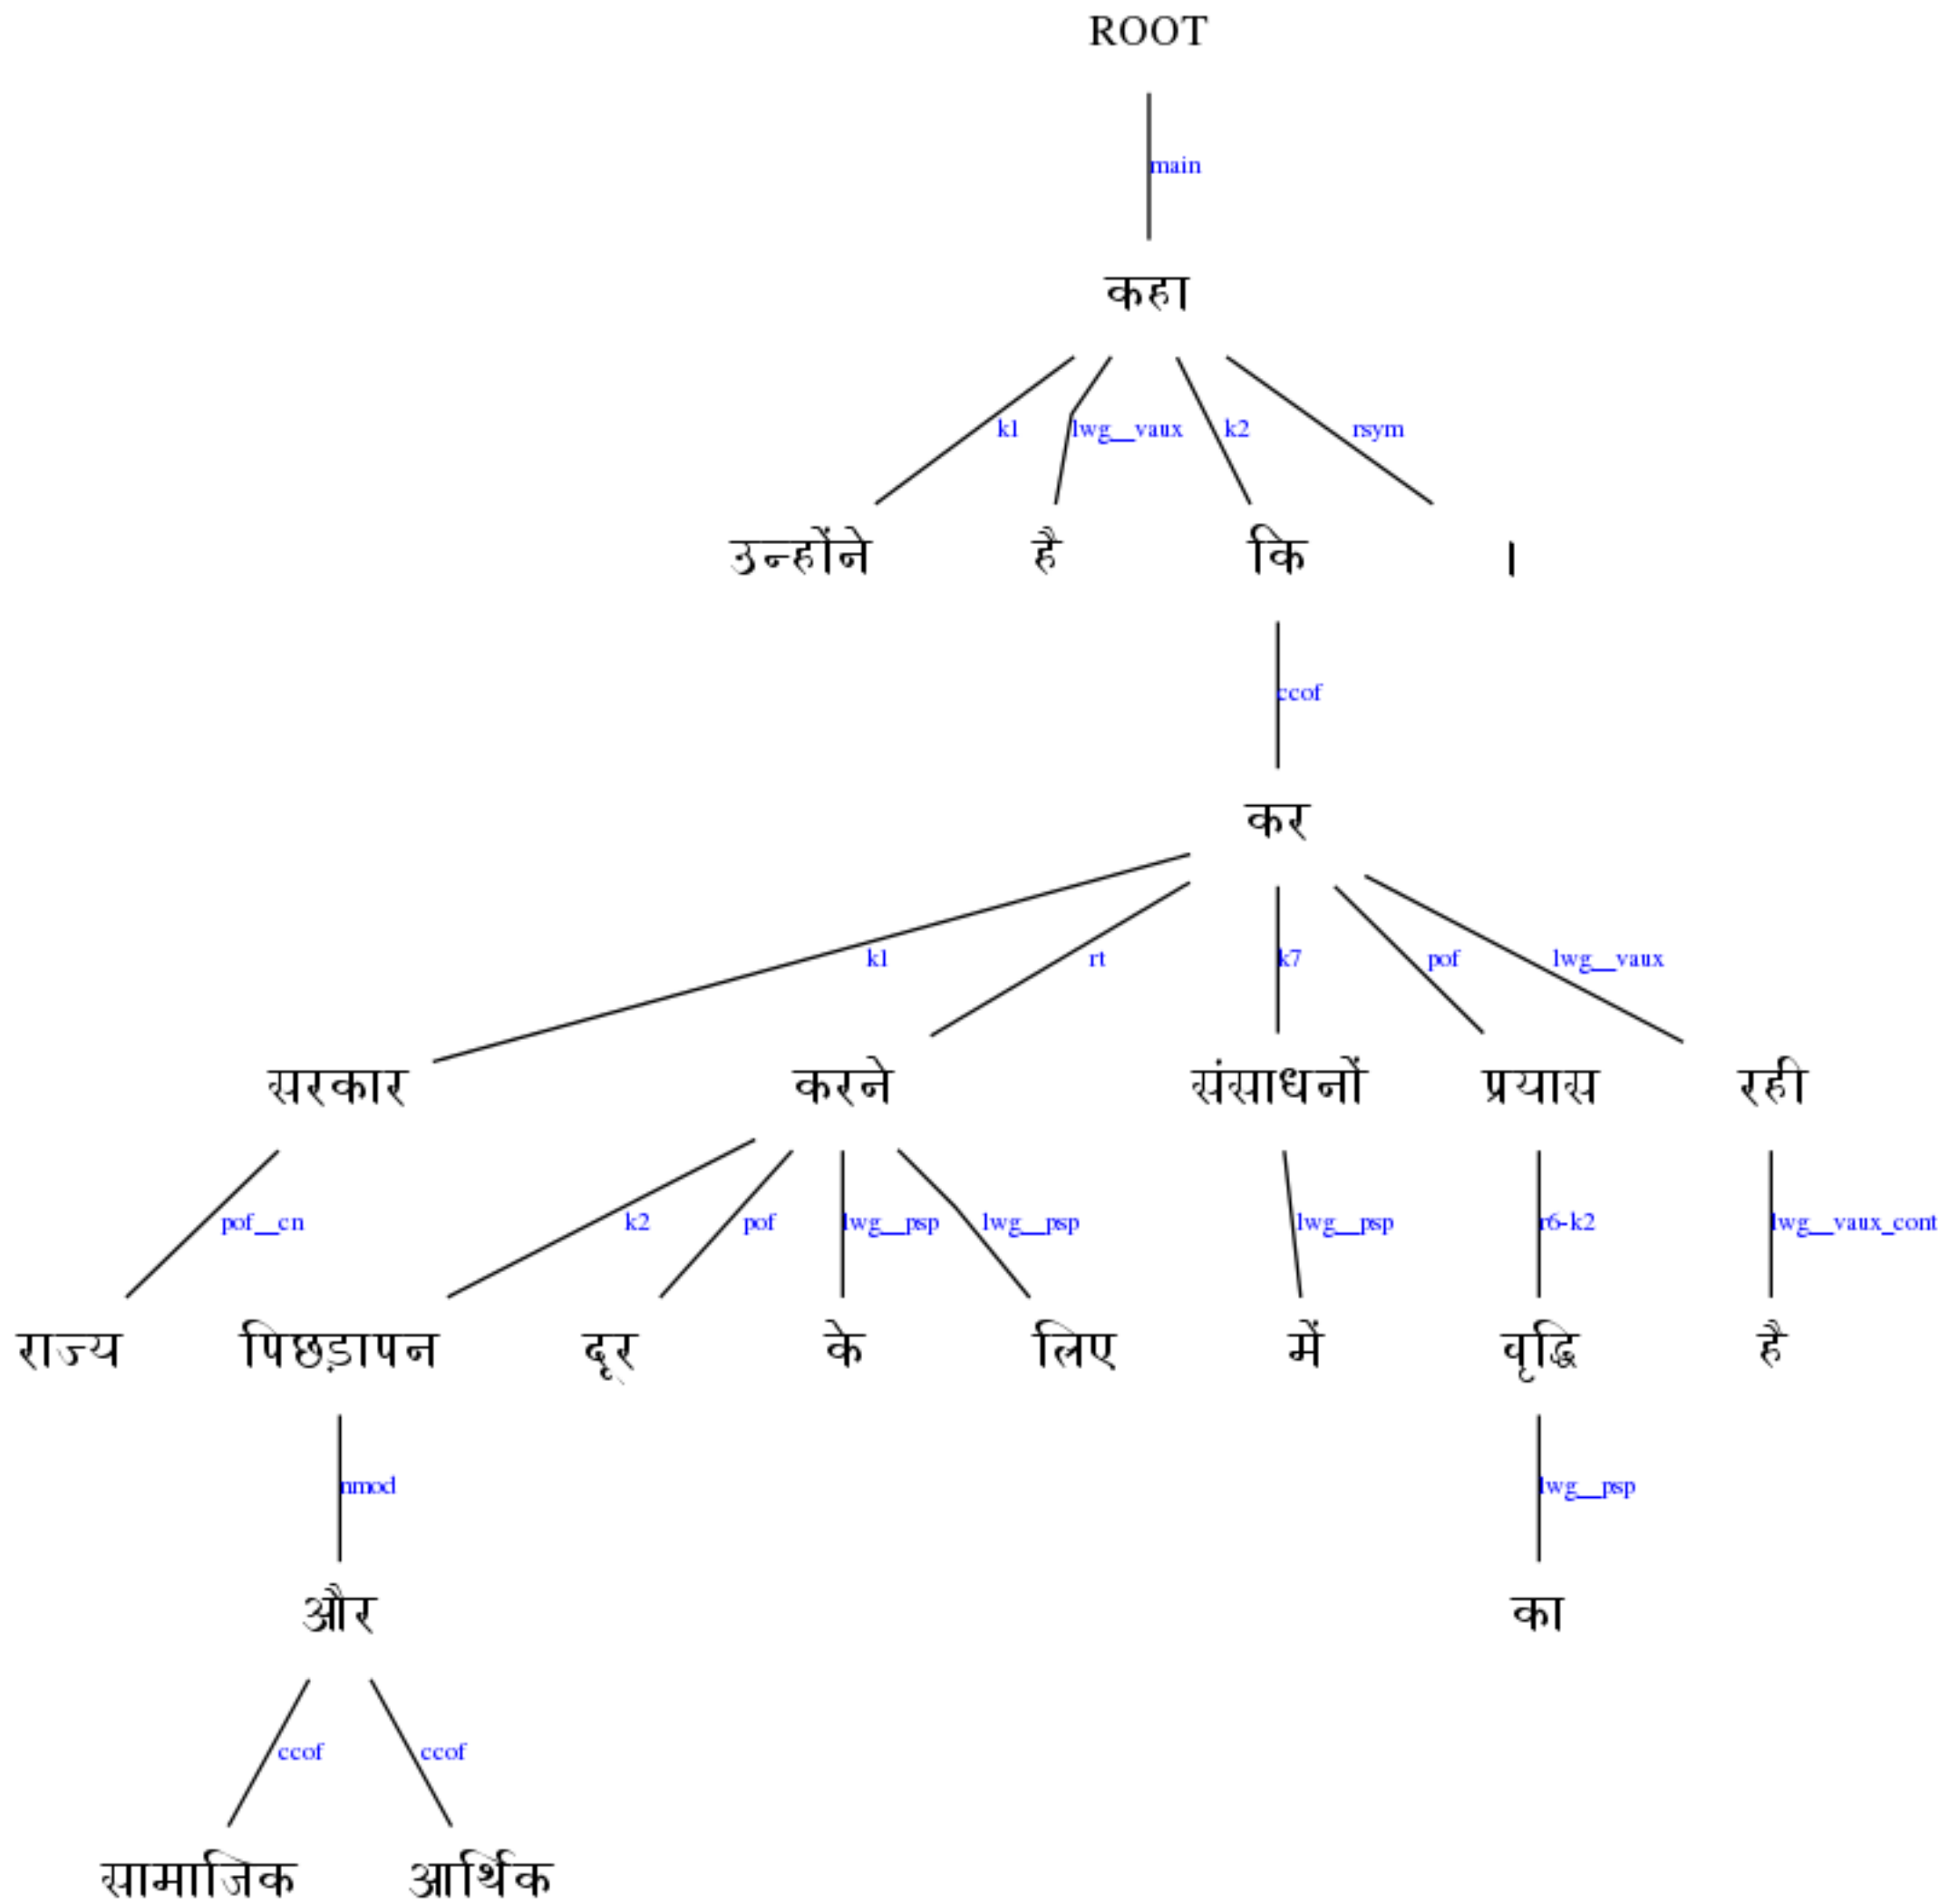 ROOT
main
कहा
k1 lwg__vaux k2 rsym
उन्होंने है कि ।
ccof
कर
k1 rt k7 pof lwg__vaux
सरकार करने संसाधनों प्रयास रही
pof__cn k2 pof lwg__psp lwg__psp lwg__psp r6-k2 lwg__vaux_cont
राज्य पिछड़ापन दूर के लिए में वृद्धि है
nmod lwg__psp
और का
ccof ccof
सामाजिक आर्थिक